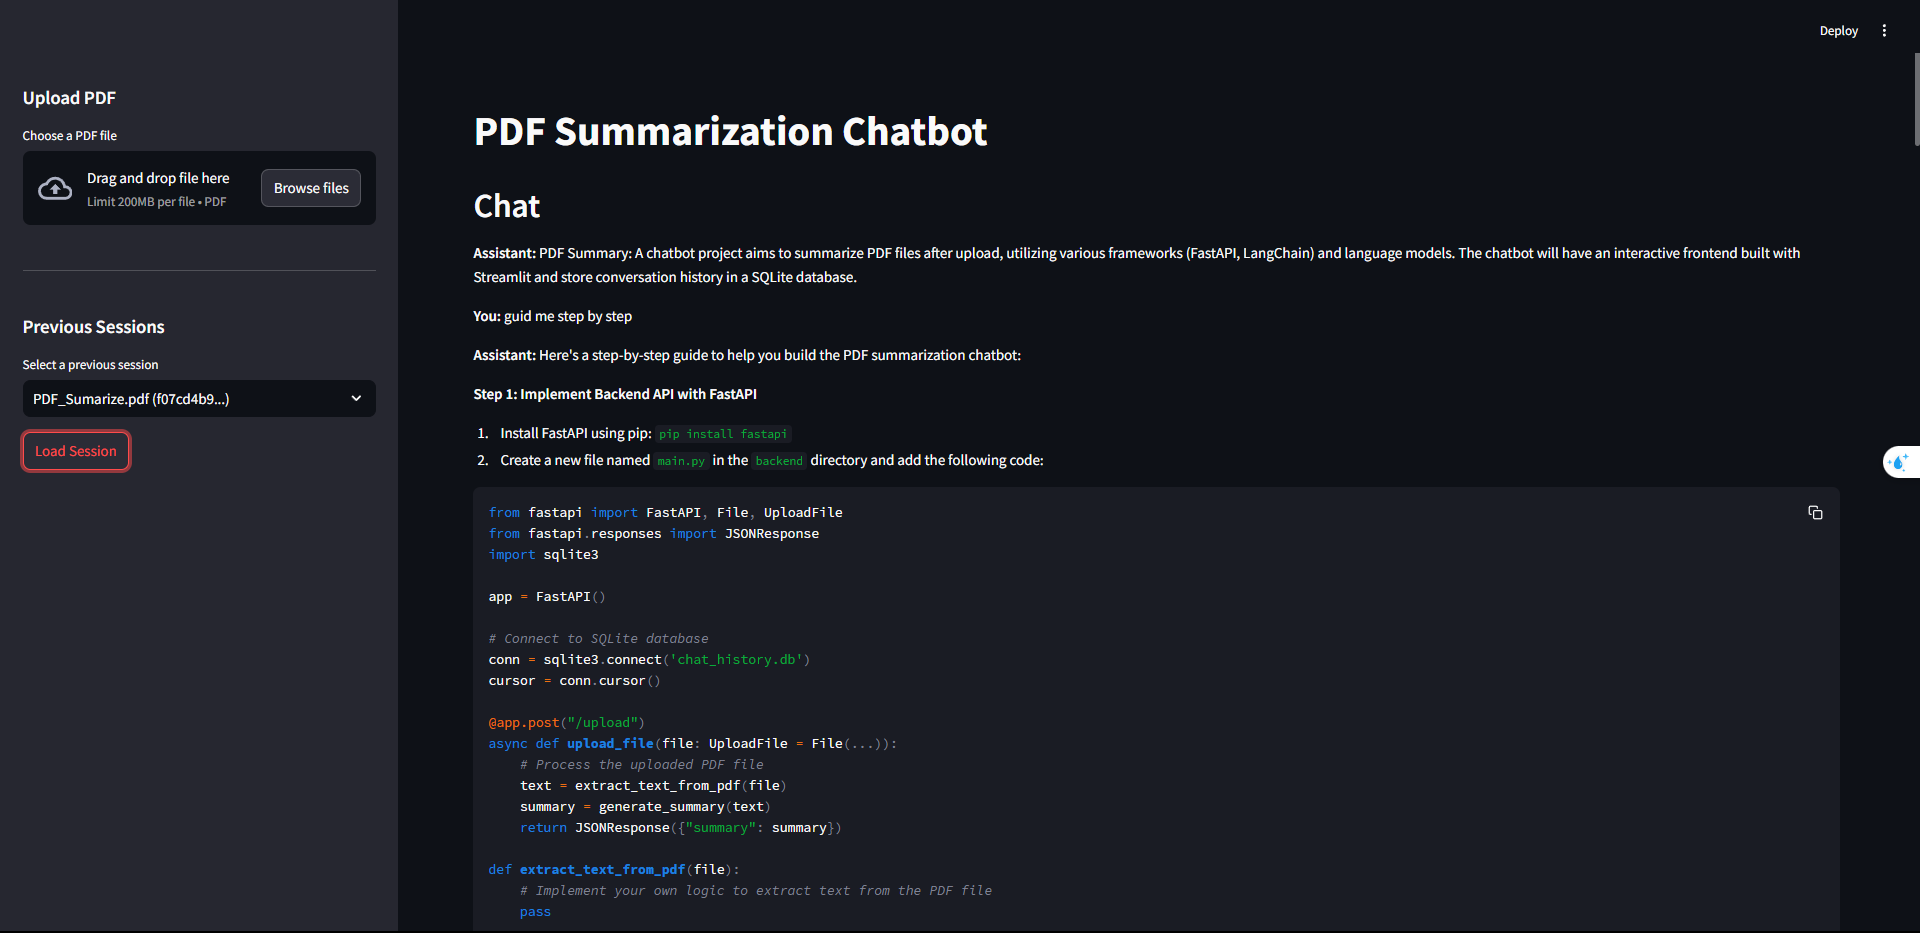 Deploy
Upload PDF
Choose a PDF file
Drag and drop file here
Limit 200MB per file • PDF
Browse files
Previous Sessions
Select a previous session
PDF_Sumarize.pdf (f07cd4b9...)
Load Session
PDF Summarization Chatbot
Chat
Assistant: PDF Summary: A chatbot project aims to summarize PDF files after upload, utilizing various frameworks (FastAPI, LangChain) and language models. The chatbot will have an interactive frontend built with
Streamlit and store conversation history in a SQLite database.
You: guid me step by step
Assistant: Here's a step-by-step guide to help you build the PDF summarization chatbot:
Step 1: Implement Backend API with FastAPI
1. Install FastAPI using pip: pip install fastapi
2. Create a new file named main.py in the backend directory and add the following code:
from fastapi import FastAPI, File, UploadFile
from fastapi.responses import JSONResponse
import sqlite3
app = FastAPI()
# Connect to SQLite database
conn = sqlite3.connect('chat_history.db')
cursor = conn.cursor()
@app.post("/upload")
async def upload_file(file: UploadFile = File(...)):
    # Process the uploaded PDF file
    text = extract_text_from_pdf(file)
    summary = generate_summary(text)
    return JSONResponse({"summary": summary})
def extract_text_from_pdf(file):
    # Implement your own logic to extract text from the PDF file
    pass